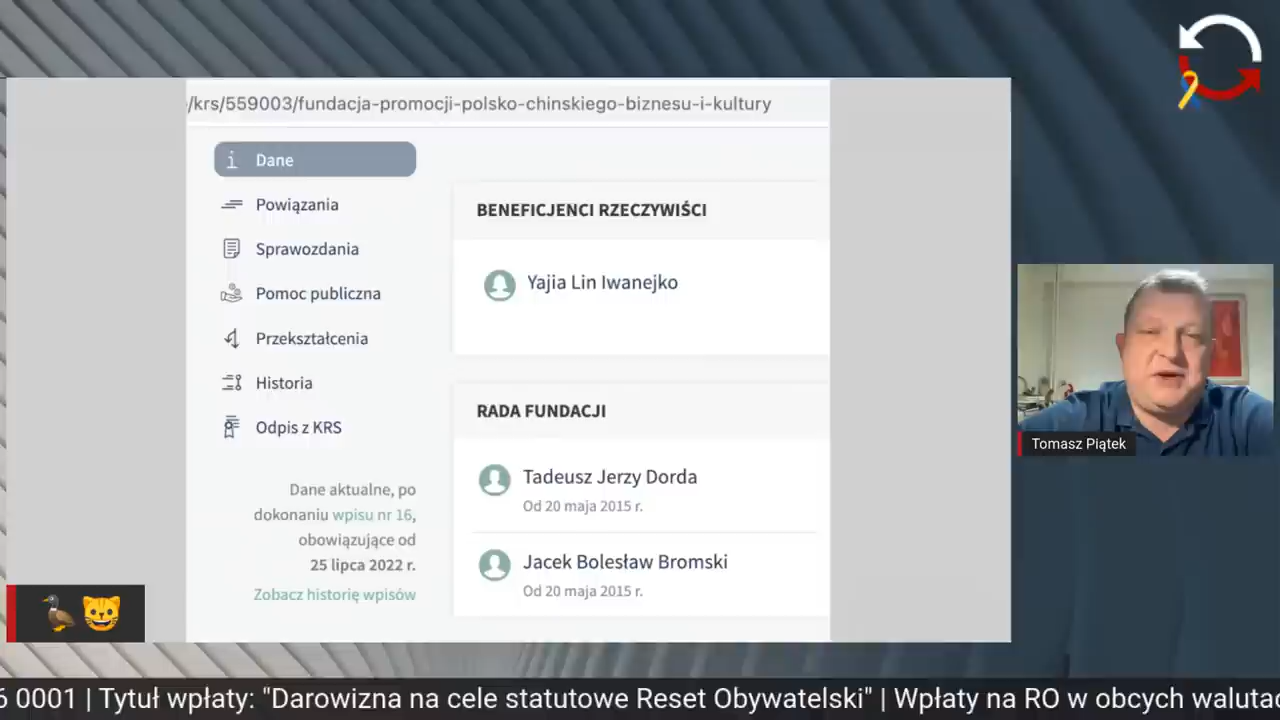 /krs/559003/fundacja-promocji-polsko-chinskiego-biznesu-i-kultury
Dane
Powiązania
Sprawozdania
Pomoc publiczna
Przekształcenia
Historia
Odpis z KRS
Dane aktualne, po
dokonaniu wpisu nr 16,
obowiązujące od
25 lipca 2022 r.
Zobacz historię wpisów
BENEFICJENCI RZECZYWIŚCI
Yajia Lin Iwanejko
RADA FUNDACJI
Tadeusz Jerzy Dorda
Od 20 maja 2015 r.
Jacek Bolesław Bromski
Od 20 maja 2015 r.
Tomasz Piątek
6 0001 | Tytuł wpłaty: "Darowizna na cele statutowe Reset Obywatelski" | Wpłaty na RO w obcych waluta